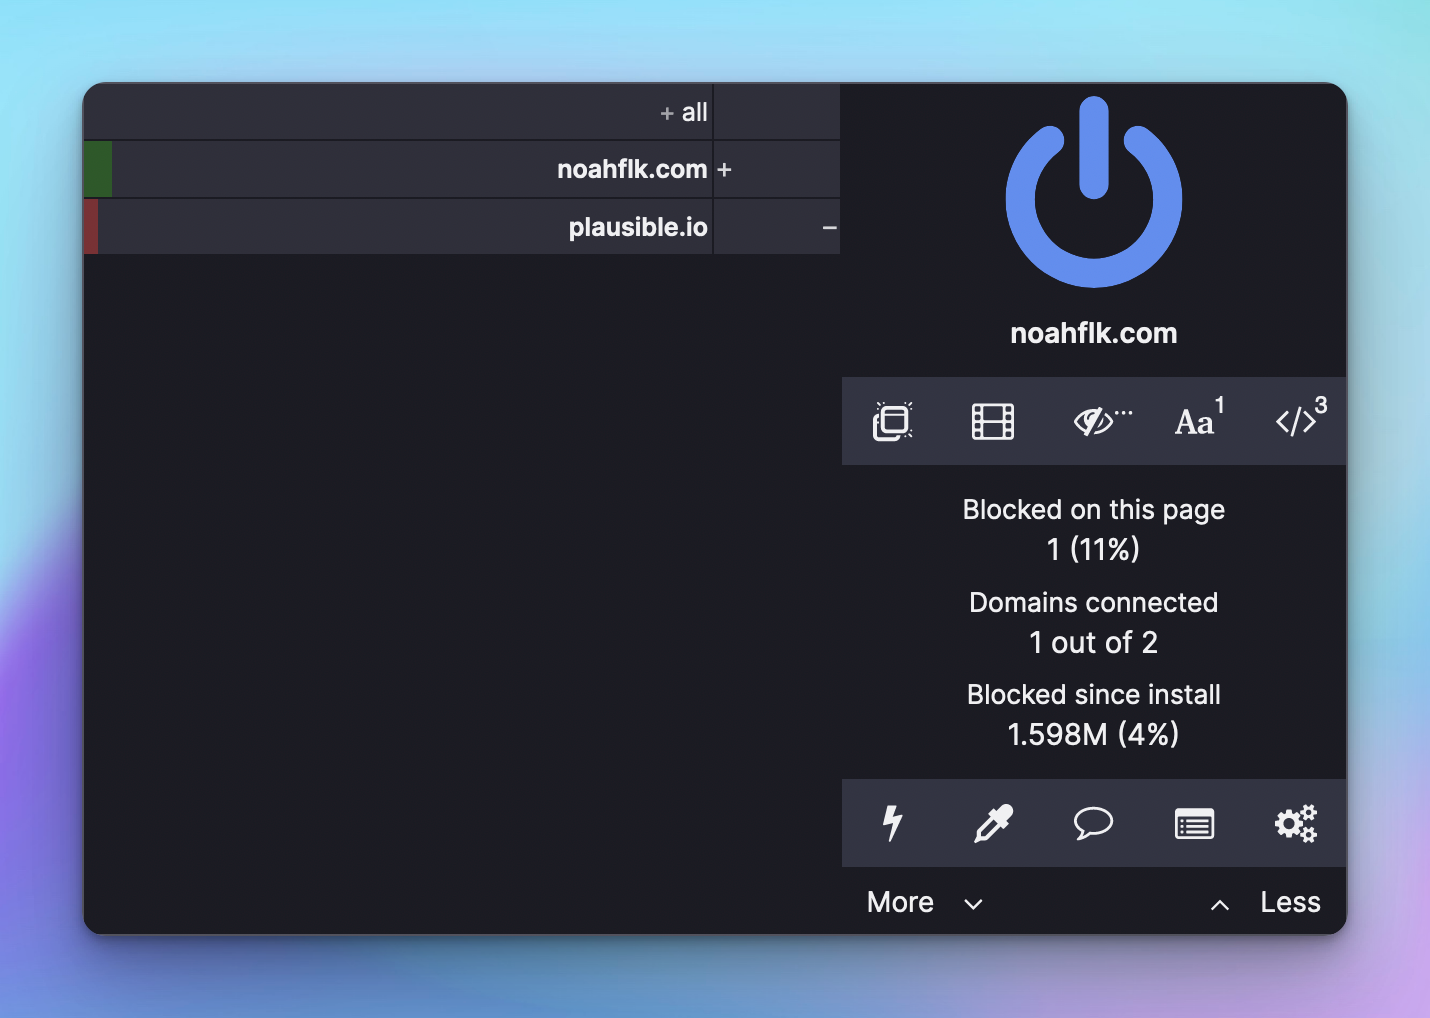 + all
noahflk.com +
plausible.io −
noahflk.com
Aa 1 </> 3
Blocked on this page
1 (11%)
Domains connected
1 out of 2
Blocked since install
1.598M (4%)
More Less